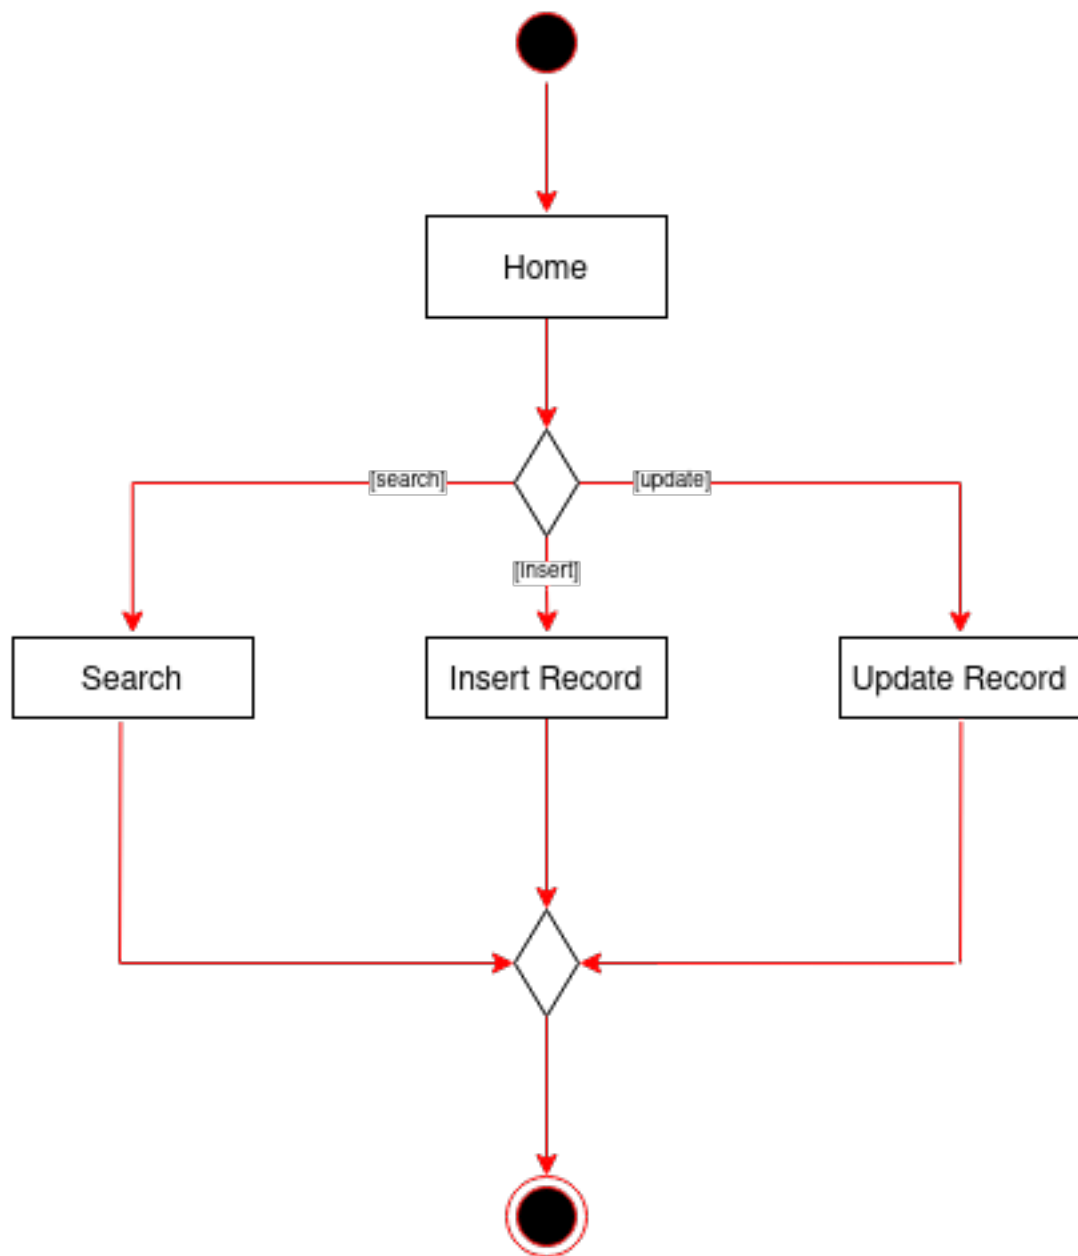 Home
[search]
[update]
[insert]
Search
Insert Record
Update Record